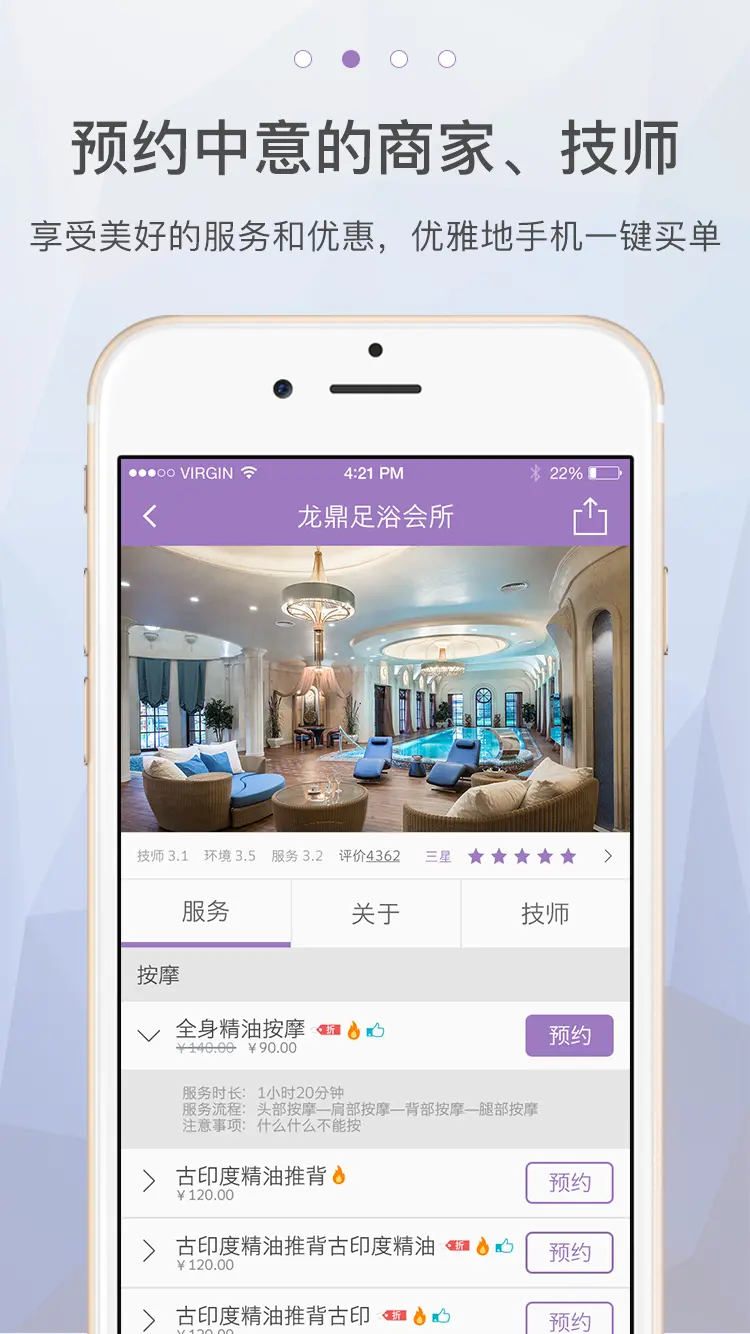 预约中意的商家、技师
享受美好的服务和优惠，优雅地手机一键买单
VIRGIN 4:21 PM 22%
龙鼎足浴会所
技师 3.1 环境 3.5 服务 3.2 评价4362 三星
服务 关于 技师
按摩
全身精油按摩 折 预约
¥140.00 ¥90.00
服务时长： 1小时20分钟
服务流程： 头部按摩—肩部按摩—背部按摩—腿部按摩
注意事项： 什么什么不能按
古印度精油推背 预约
¥120.00
古印度精油推背古印度精油 折 预约
¥120.00
古印度精油推背古印 折 预约
¥120.00